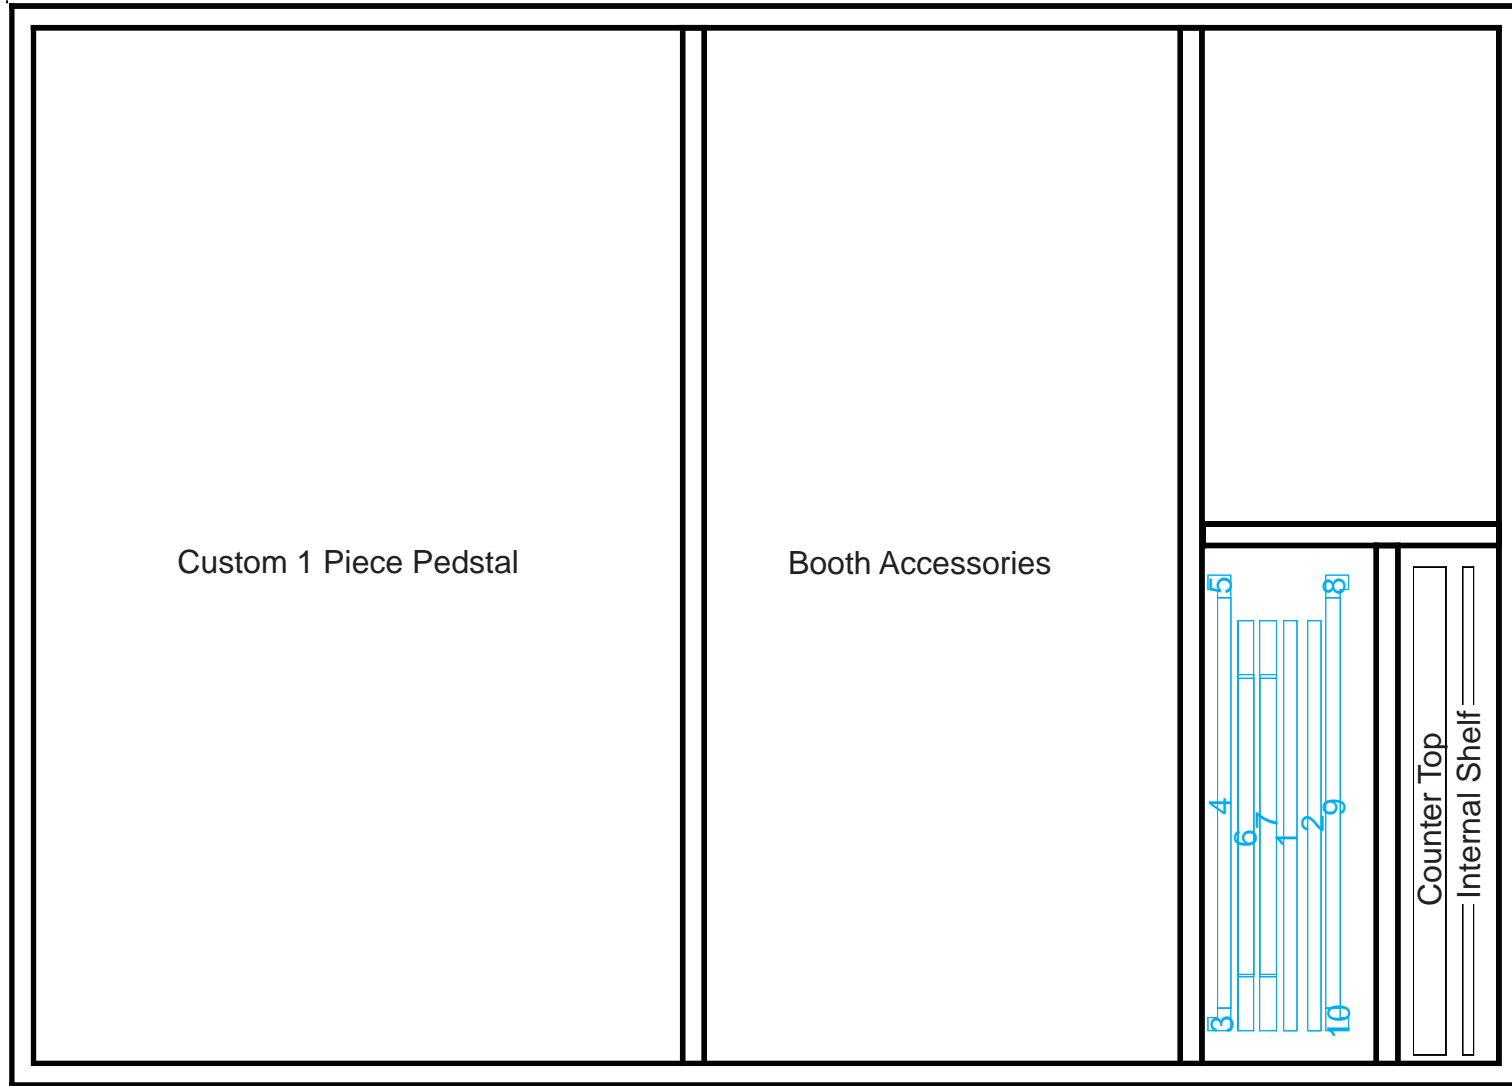 Custom 1 Piece Pedstal
Booth Accessories
5
8
4
6
7
1
2
9
3
10
Counter Top
Internal Shelf